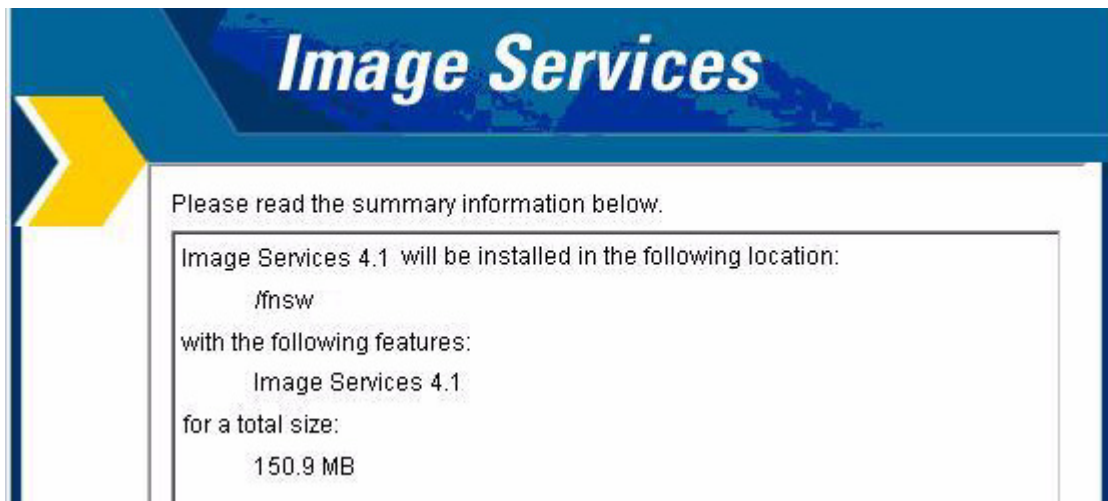 Image Services
Please read the summary information below.
Image Services 4.1 will be installed in the following location:
/fnsw
with the following features:
Image Services 4.1
for a total size:
150.9 MB